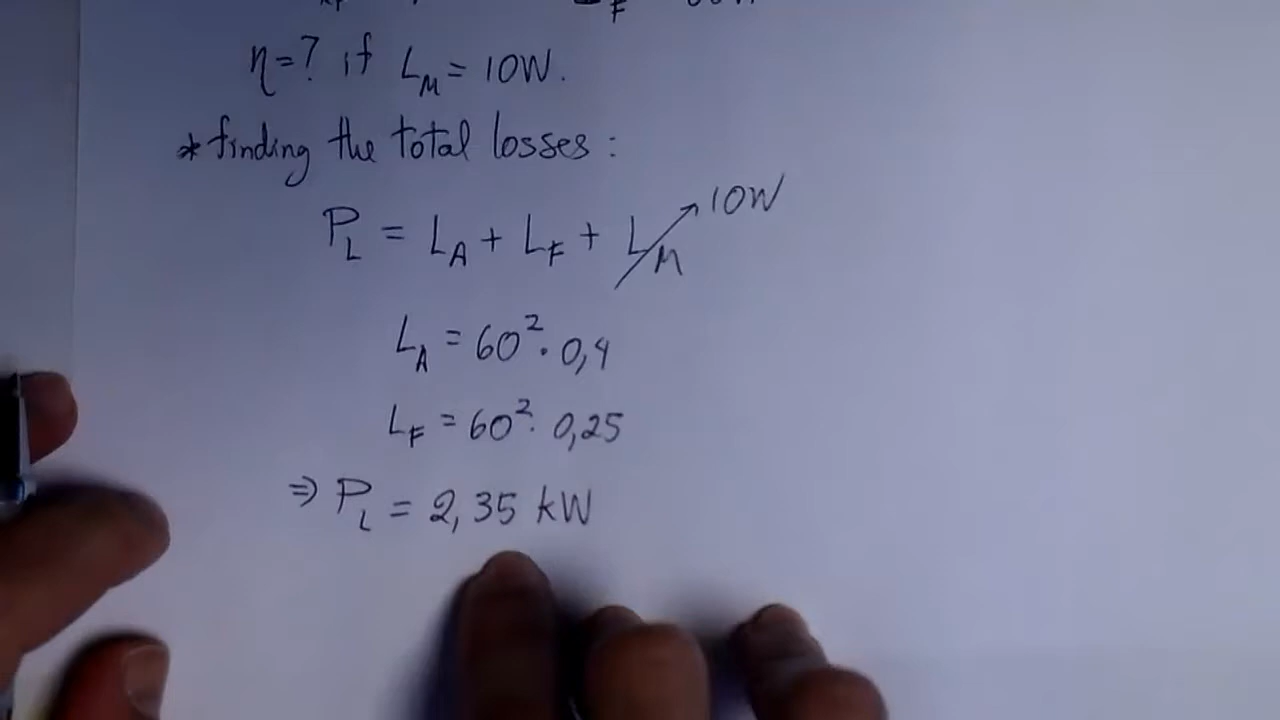 η=? if L_M = 10W.
* finding the total losses :
P_L = L_A + L_F + L_M 10W
L_A = 60² · 0,4
L_F = 60² · 0,25
⇒ P_L = 2,35 kW